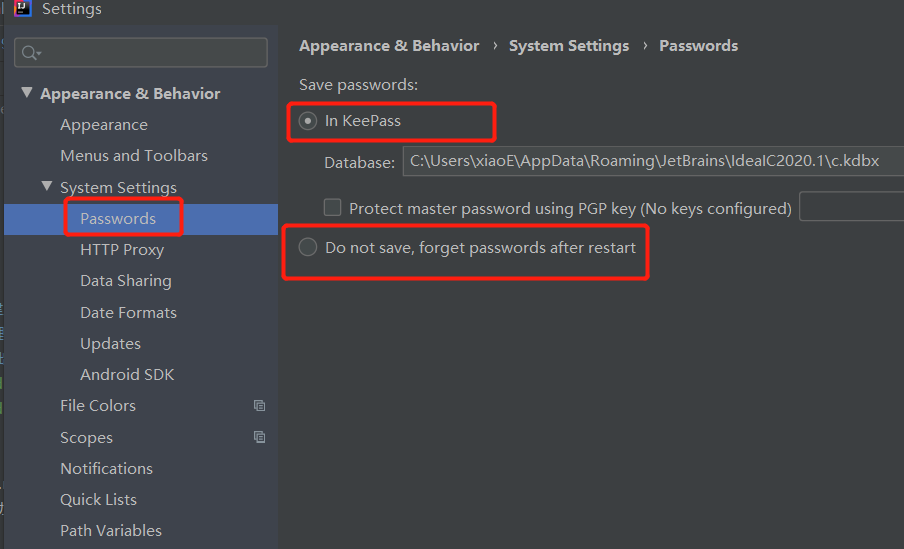 Settings
Appearance & Behavior
Appearance
Menus and Toolbars
System Settings
Passwords
HTTP Proxy
Data Sharing
Date Formats
Updates
Android SDK
File Colors
Scopes
Notifications
Quick Lists
Path Variables
Appearance & Behavior › System Settings › Passwords
Save passwords:
In KeePass
Database: C:\Users\xiaoE\AppData\Roaming\JetBrains\IdeaIC2020.1\c.kdbx
Protect master password using PGP key (No keys configured)
Do not save, forget passwords after restart